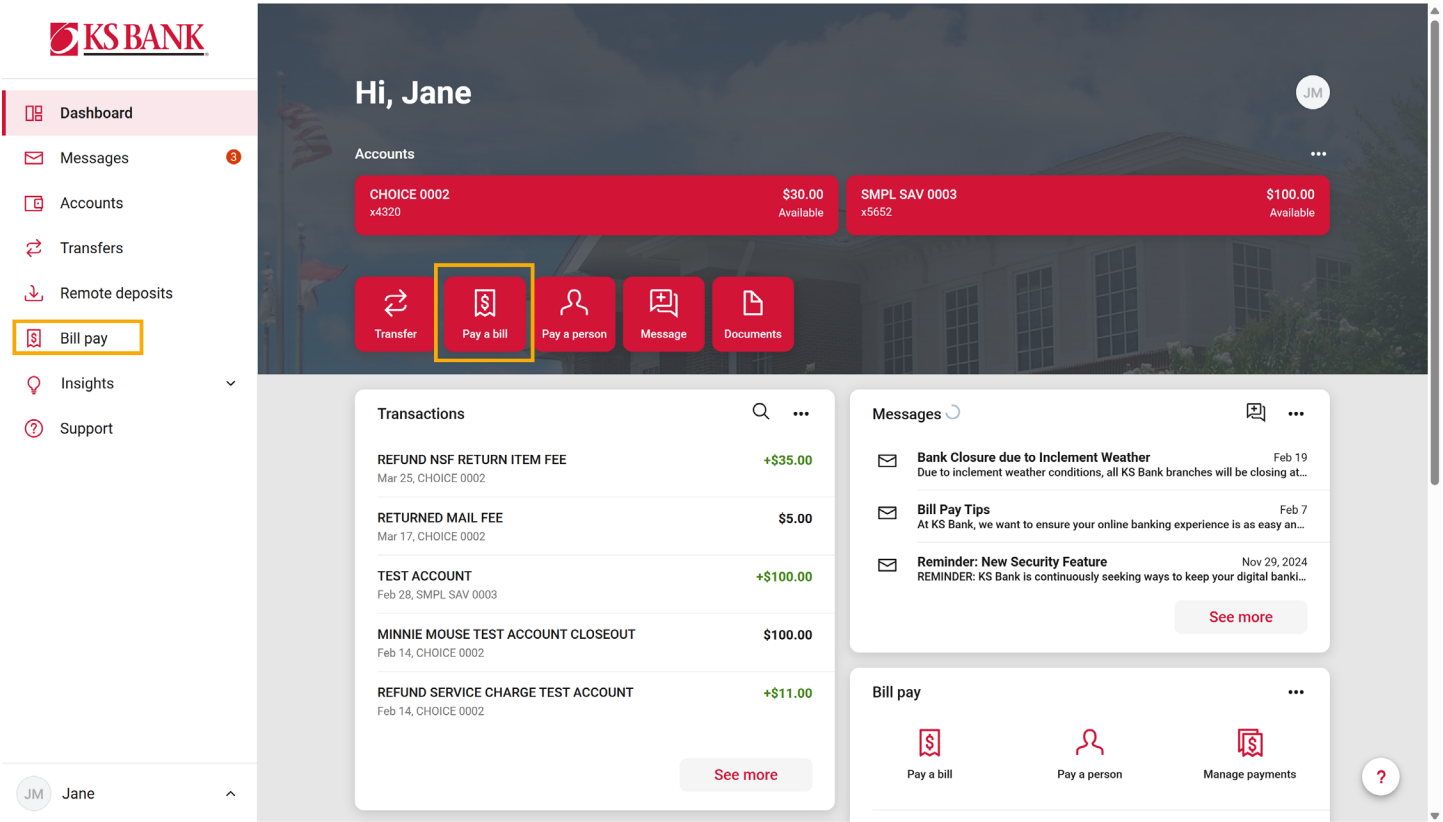 KS BANK
Dashboard
Messages
3
Accounts
Transfers
Remote deposits
Bill pay
Insights
Support
JM
Jane
Hi, Jane
JM
Accounts
CHOICE 0002
$30.00
x4320
Available
SMPL SAV 0003
$100.00
x5652
Available
Transfer
Pay a bill
Pay a person
Message
Documents
Transactions
REFUND NSF RETURN ITEM FEE
+$35.00
Mar 25, CHOICE 0002
RETURNED MAIL FEE
$5.00
Mar 17, CHOICE 0002
TEST ACCOUNT
+$100.00
Feb 28, SMPL SAV 0003
MINNIE MOUSE TEST ACCOUNT CLOSEOUT
$100.00
Feb 14, CHOICE 0002
REFUND SERVICE CHARGE TEST ACCOUNT
+$11.00
Feb 14, CHOICE 0002
See more
Messages
Bank Closure due to Inclement Weather
Feb 19
Due to inclement weather conditions, all KS Bank branches will be closing at...
Bill Pay Tips
Feb 7
At KS Bank, we want to ensure your online banking experience is as easy an...
Reminder: New Security Feature
Nov 29, 2024
REMINDER: KS Bank is continuously seeking ways to keep your digital banki...
See more
Bill pay
Pay a bill
Pay a person
Manage payments
?